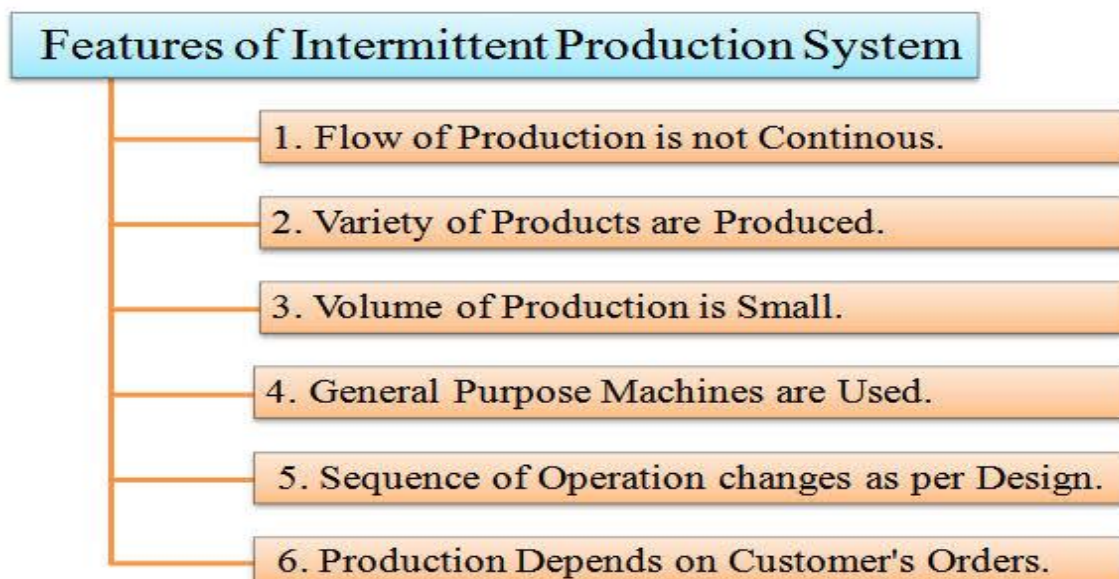 Features of Intermittent Production System
1. Flow of Production is not Continous.
2. Variety of Products are Produced.
3. Volume of Production is Small.
4. General Purpose Machines are Used.
5. Sequence of Operation changes as per Design.
6. Production Depends on Customer's Orders.